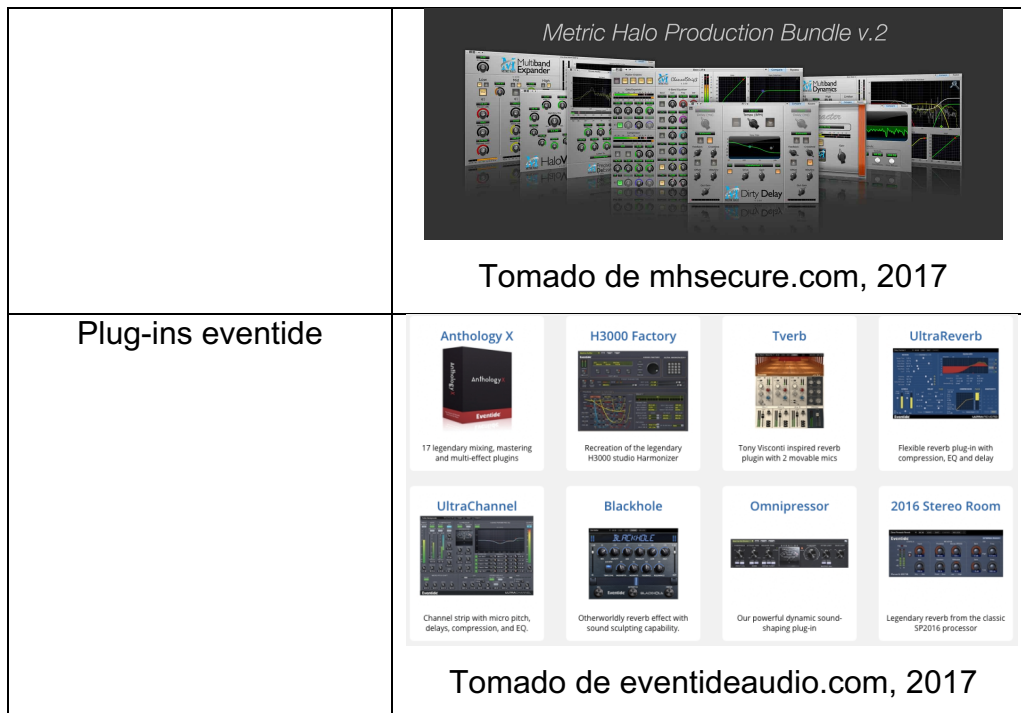 Metric Halo Production Bundle v.2
Multiband
Expander
Multiband
Dynamics
Dirty Delay
Tomado de mhsecure.com, 2017
Plug-ins eventide
Anthology X
H3000 Factory
Tverb
UltraReverb
Anthology X
Eventide
17 legendary mixing, mastering
and multi-effect plugins
Recreation of the legendary
H3000 studio Harmonizer
Tony Visconti inspired reverb
plugin with 2 movable mics
Flexible reverb plug-in with
compression, EQ and delay
UltraChannel
Blackhole
Omnipressor
2016 Stereo Room
BLACKHOLE
Eventide
BLACKHOLE
Channel strip with micro pitch,
delays, compression, and EQ.
Otherworldly reverb effect with
sound sculpting capability.
Our powerful dynamic sound-
shaping plug-in
Legendary reverb from the classic
SP2016 processor
Tomado de eventideaudio.com, 2017